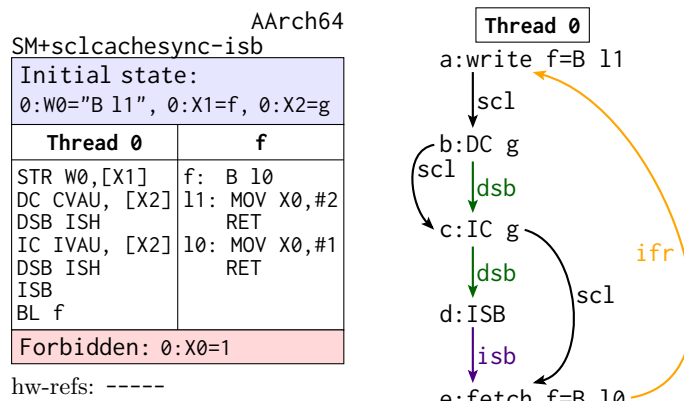 AArch64
SM+sclcachesync-isb
Initial state:
0:W0="B l1", 0:X1=f, 0:X2=g
Thread 0 f
STR W0,[X1] f: B l0
DC CVAU, [X2] l1: MOV X0,#2
DSB ISH RET
IC IVAU, [X2] l0: MOV X0,#1
DSB ISH RET
ISB
BL f
Forbidden: 0:X0=1
hw-refs: -----
Thread 0
a:write f=B l1
scl
b:DC g
scl
dsb
c:IC g
ifr
dsb
scl
d:ISB
isb
e:fetch f=B l0